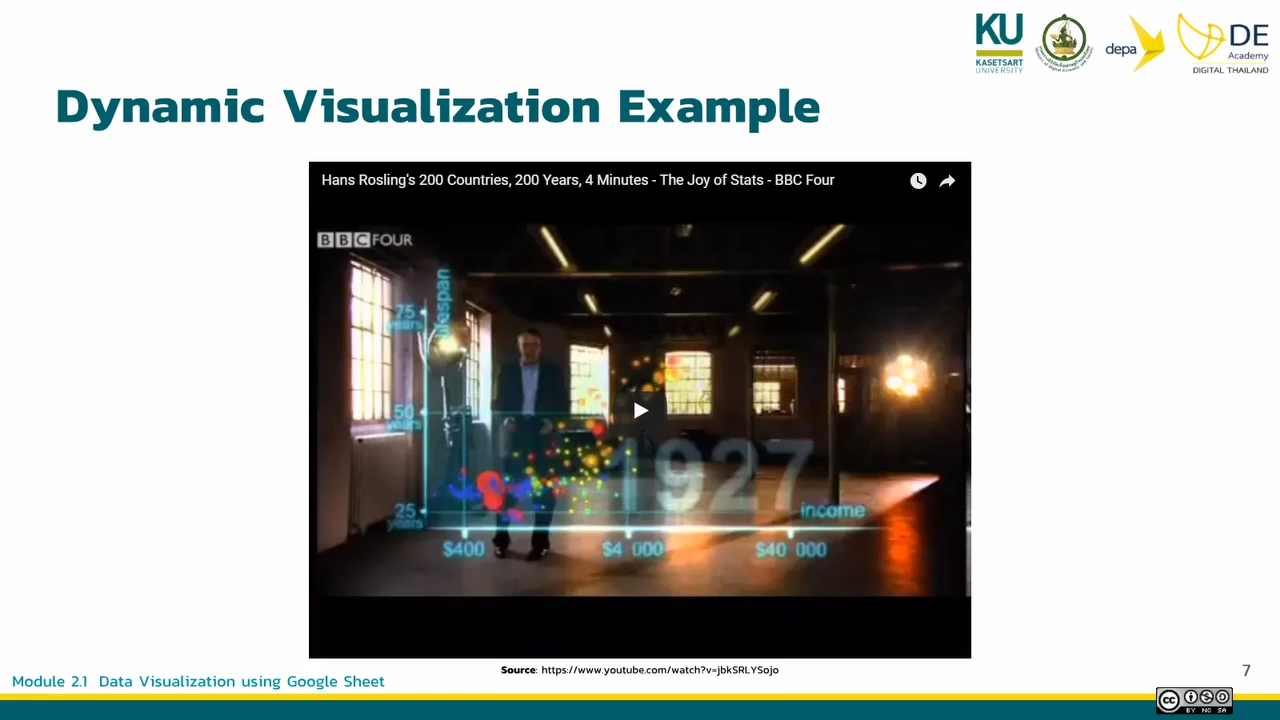 KU
KASETSART
UNIVERSITY
depa
DE
Academy
DIGITAL THAILAND
Dynamic Visualization Example
Hans Rosling's 200 Countries, 200 Years, 4 Minutes - The Joy of Stats - BBC Four
BBC FOUR
lifespan
75
years
50
years
1927
25
years
income
$400
$4 000
$40 000
Source: https://www.youtube.com/watch?v=jbkSRLYSojo
7
Module 2.1 Data Visualization using Google Sheet
cc
BY NC SA